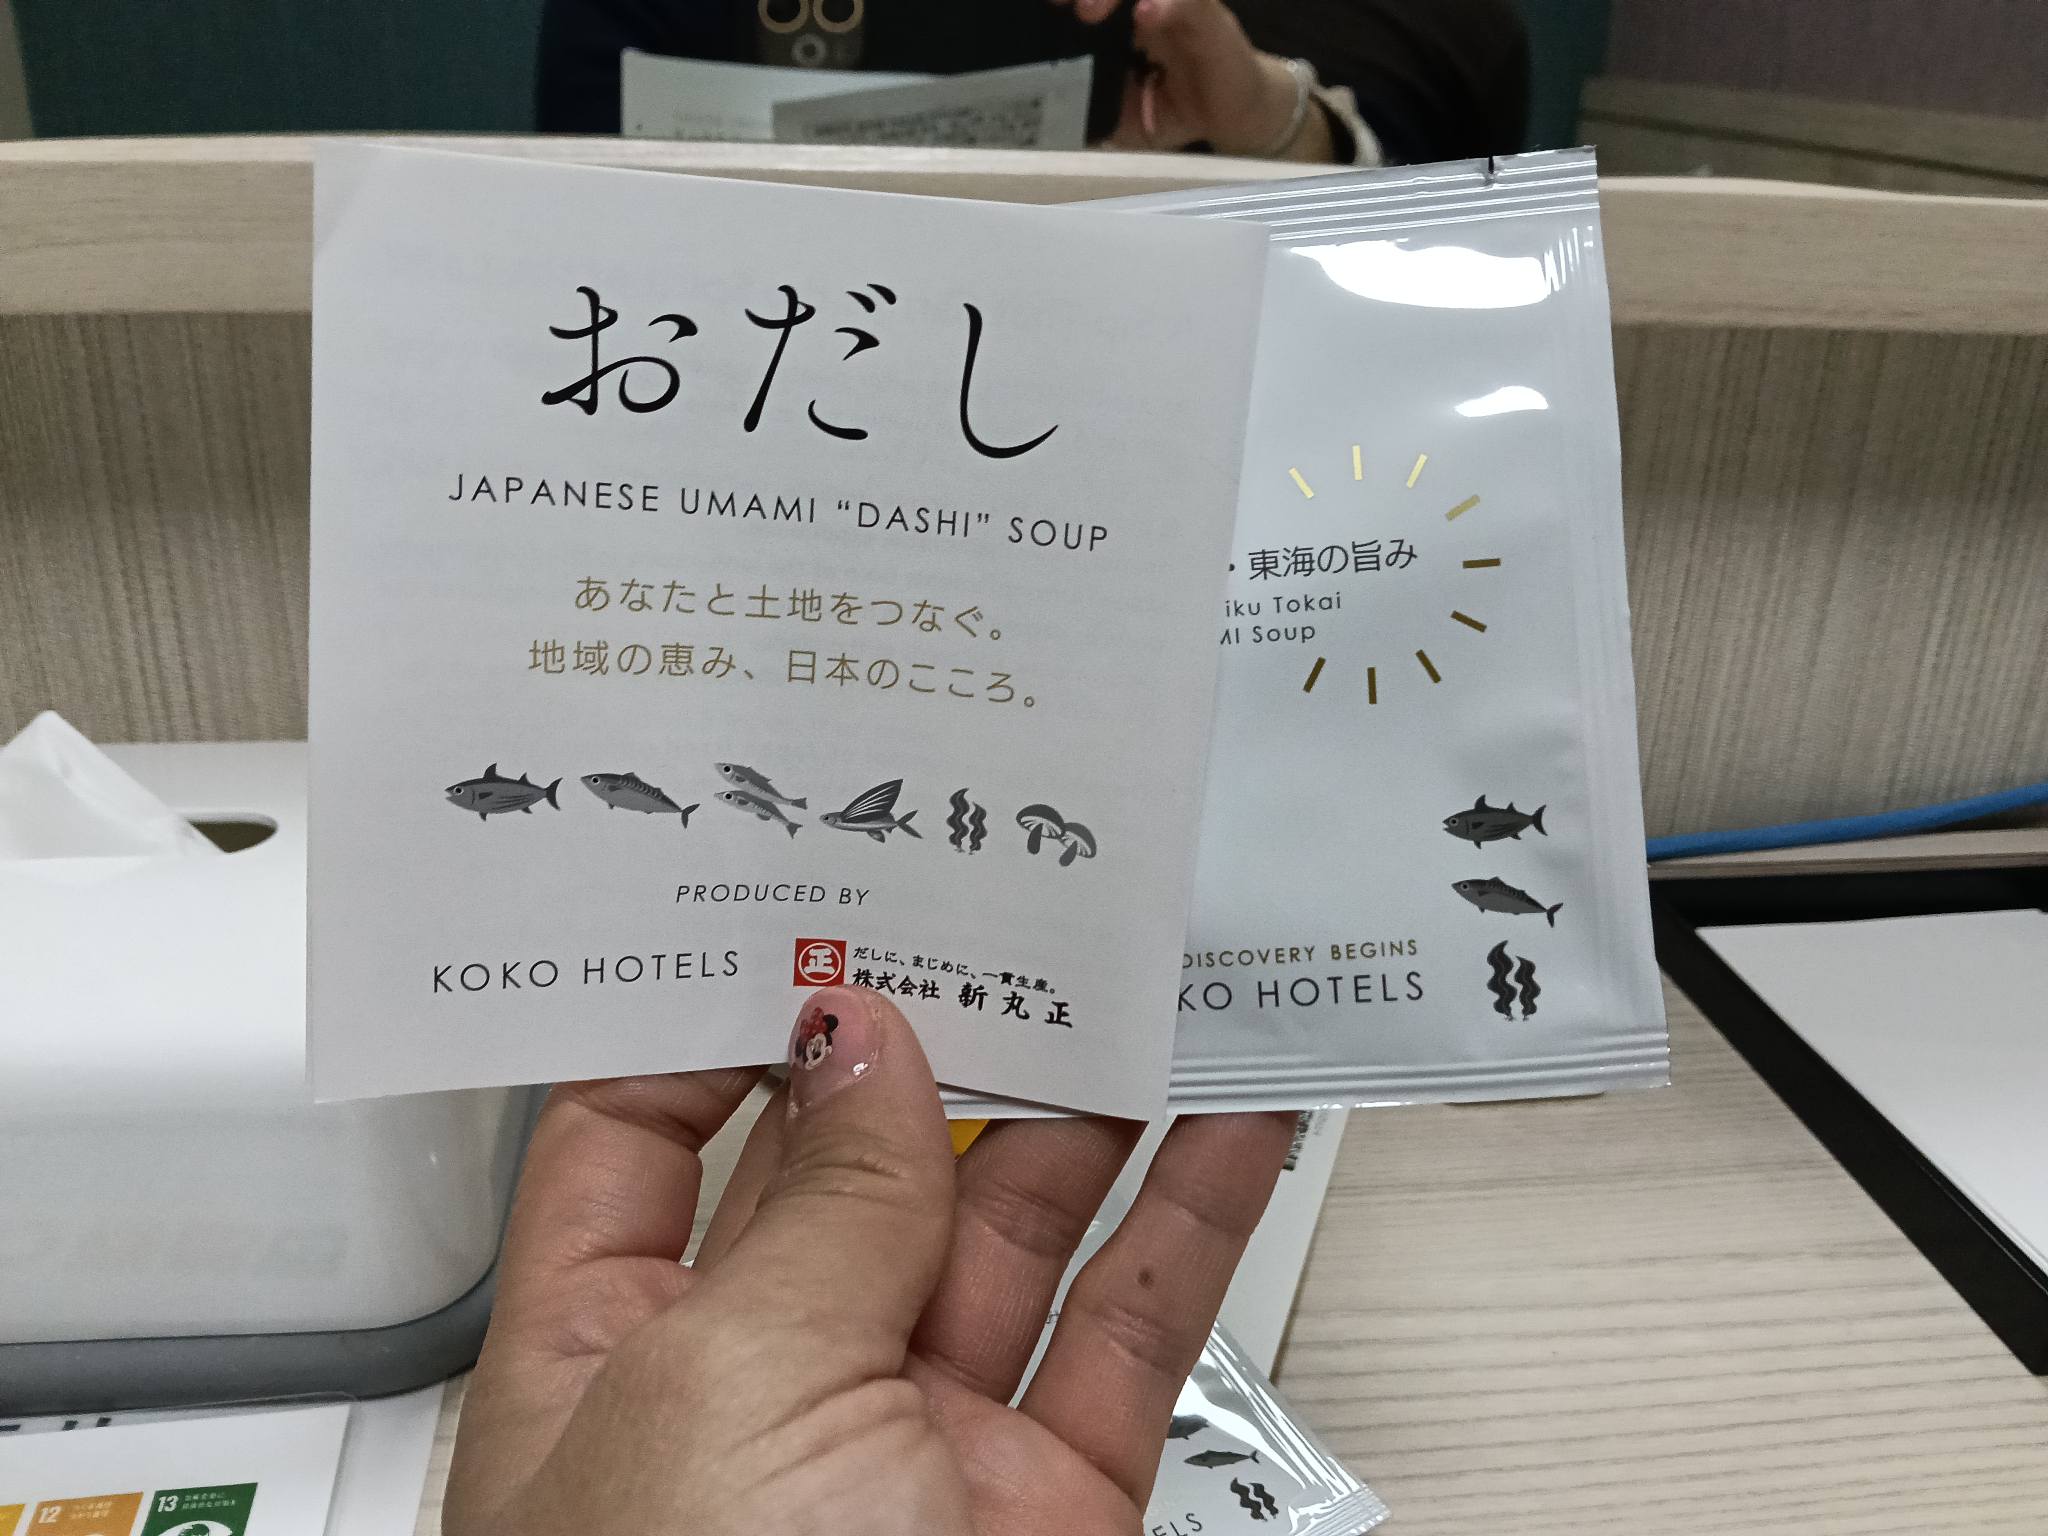 おだし
JAPANESE UMAMI “DASHI” SOUP
あなたと土地をつなぐ。
地域の恵み、日本のこころ。
PRODUCED BY
KOKO HOTELS
正
だしに、まじめに、一貫生産。
株式会社 新丸正
・東海の旨み
Tokai
Soup
DISCOVERY BEGINS
HOTELS
12
13